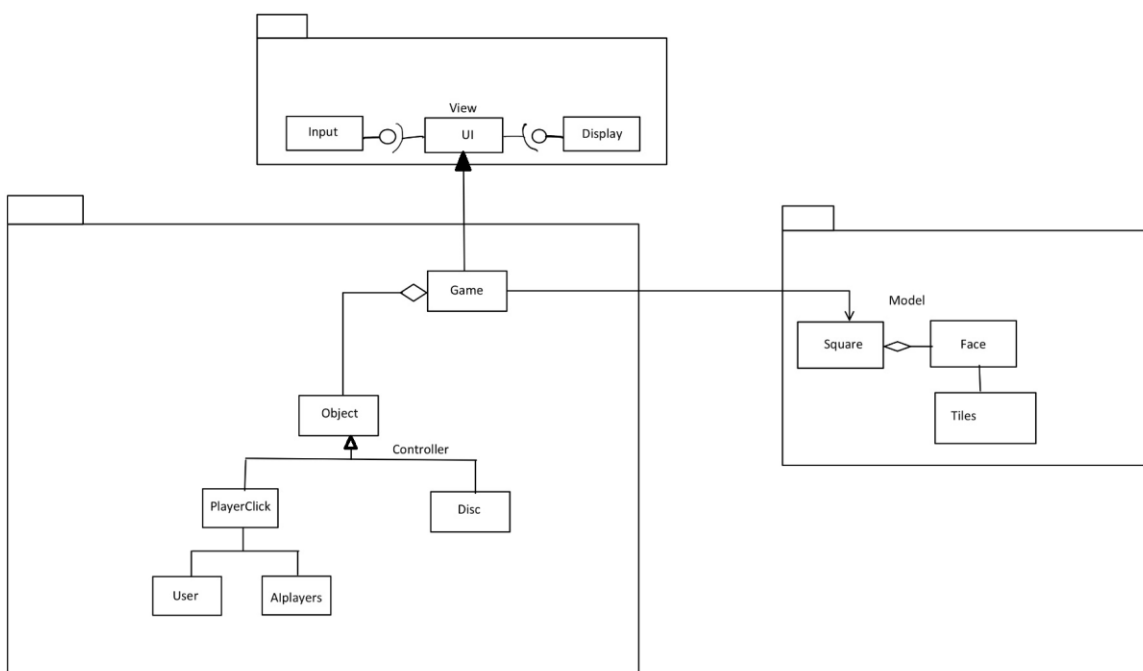 View
Input
UI
Display
Game
Model
Square
Face
Tiles
Object
Controller
PlayerClick
Disc
User
AIplayers